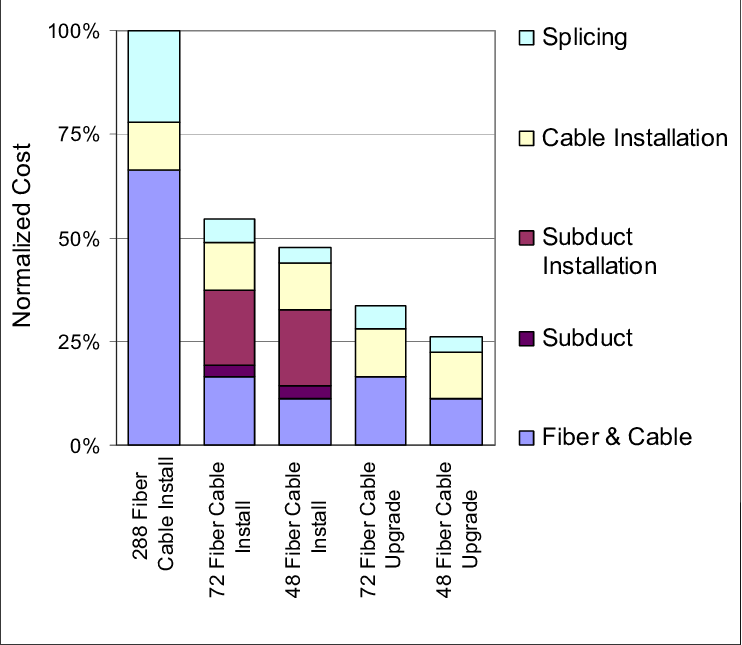 100%
75%
50%
25%
0%
Normalized Cost
288 Fiber
Cable Install
72 Fiber Cable
Install
48 Fiber Cable
Install
72 Fiber Cable
Upgrade
48 Fiber Cable
Upgrade
Splicing
Cable Installation
Subduct
Installation
Subduct
Fiber & Cable